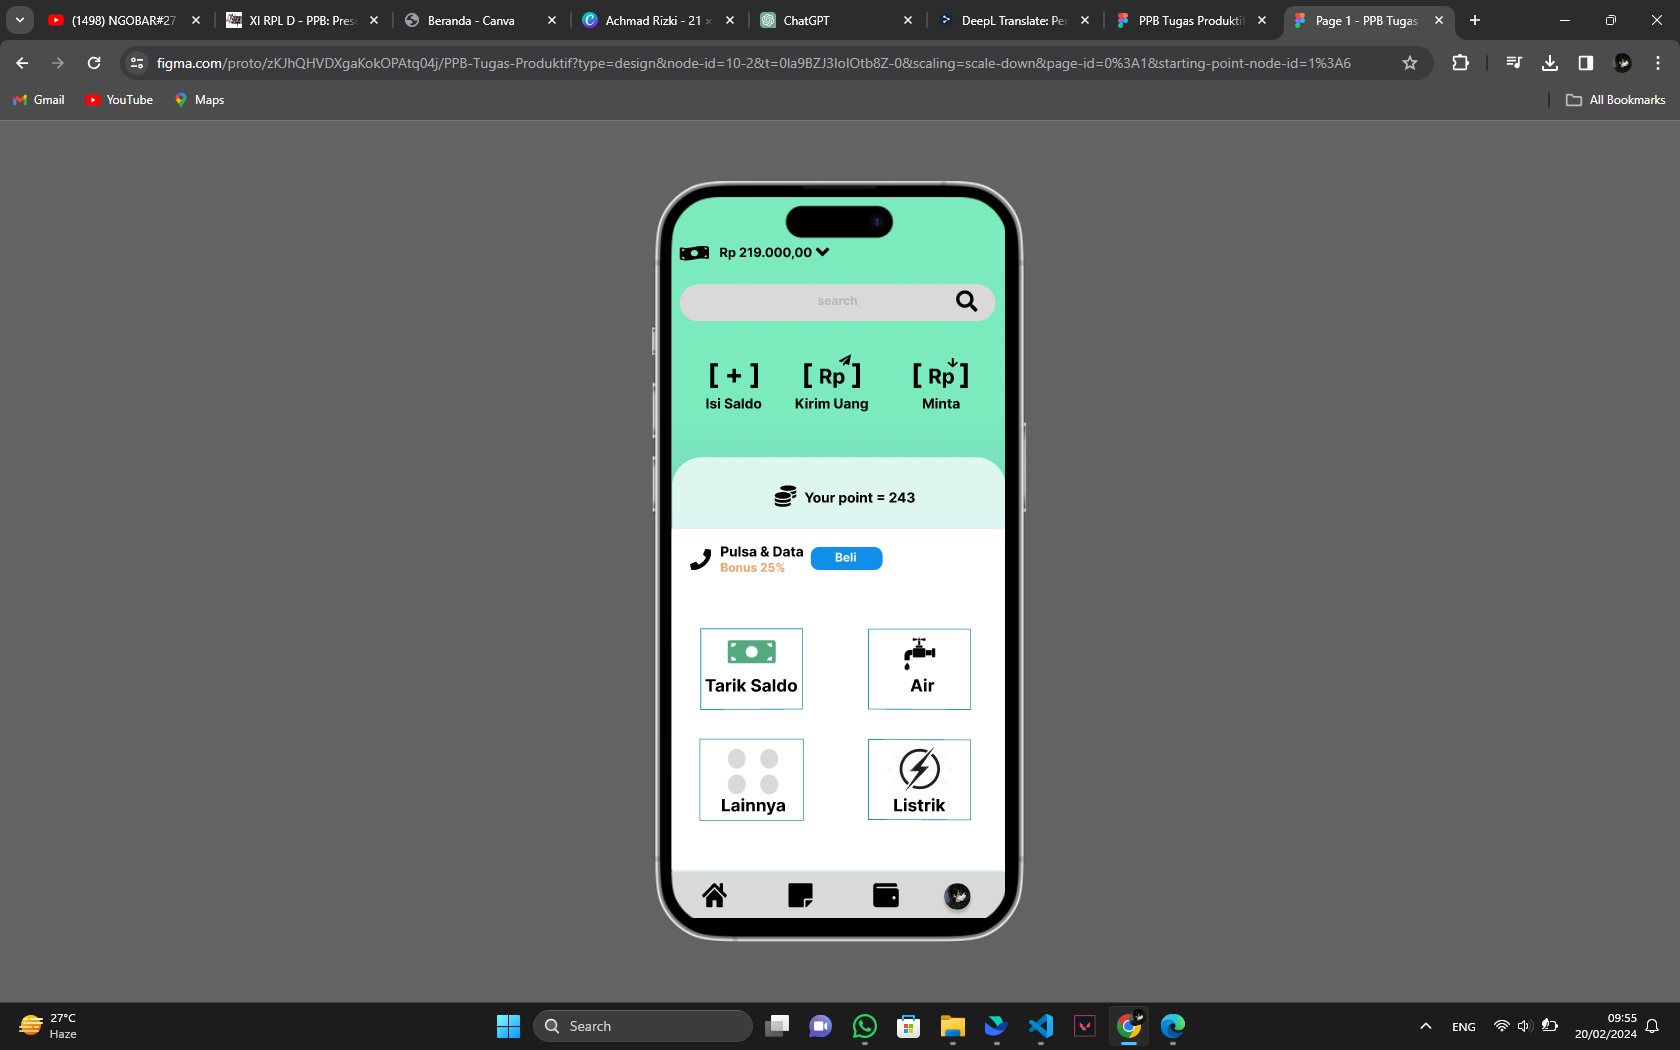 (1498) NGOBAR#27
XI RPL D - PPB: Pres
Beranda - Canva
Achmad Rizki - 21
ChatGPT
DeepL Translate: Per
PPB Tugas Produkti
Page 1 - PPB Tugas
figma.com/proto/zKJhQHVDXgaKokOPAtq04j/PPB-Tugas-Produktif?type=design&node-id=10-2&t=0la9BZJ3IolOtb8Z-0&scaling=scale-down&page-id=0%3A1&starting-point-node-id=1%3A6
Gmail
YouTube
Maps
All Bookmarks
Rp 219.000,00
search
[ + ]
[ Rp ]
[ Rp ]
Isi Saldo
Kirim Uang
Minta
Your point = 243
Pulsa & Data
Bonus 25%
Beli
Tarik Saldo
Air
Lainnya
Listrik
27°C
Haze
Search
ENG
09:55
20/02/2024